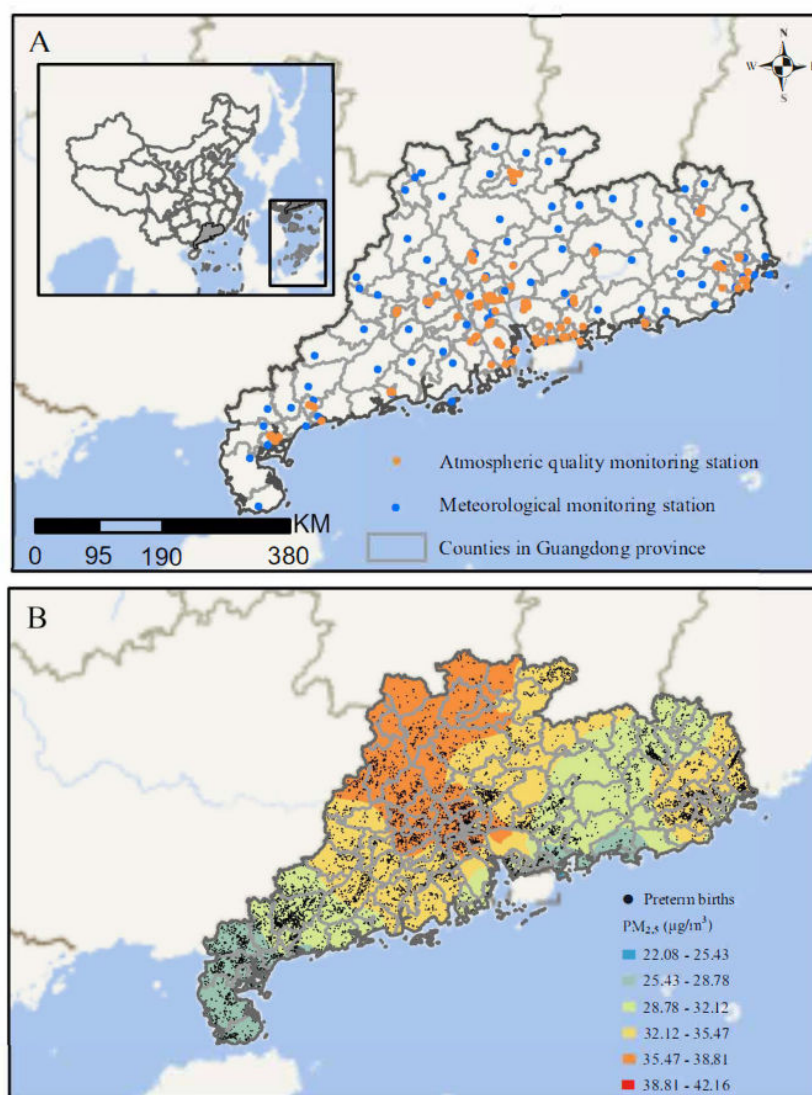 A
N
W
S
Atmospheric quality monitoring station
Meteorological monitoring station
Counties in Guangdong province
KM
0 95 190 380
B
Preterm births
PM2.5 (μg/m³)
22.08 - 25.43
25.43 - 28.78
28.78 - 32.12
32.12 - 35.47
35.47 - 38.81
38.81 - 42.16